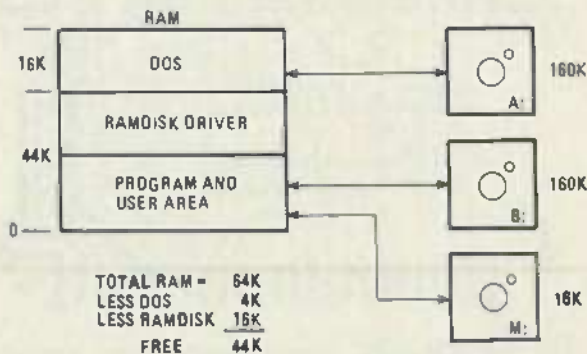 RAM
16K
DOS
RAMDISK DRIVER
44K
PROGRAM AND
USER AREA
0
A:
160K
B:
160K
M:
16K
TOTAL RAM = 64K
LESS DOS 4K
LESS RAMDISK 16K
FREE 44K